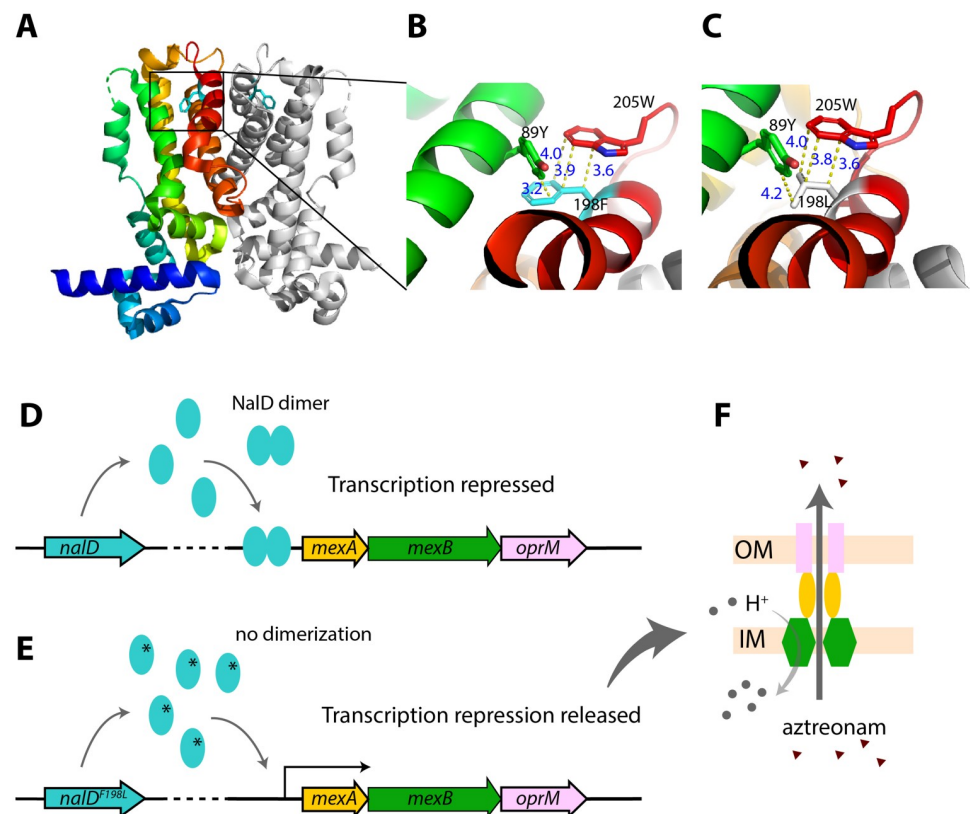 A
B
C
205W
89Y
4.0
3.9
3.6
3.2
198F
205W
89Y
4.0
3.8
3.6
4.2
198L
D
NalD dimer
Transcription repressed
nalD
mexA
mexB
oprM
E
no dimerization
*
*
*
*
*
Transcription repression released
nalD^F198L
mexA
mexB
oprM
F
OM
H⁺
IM
aztreonam